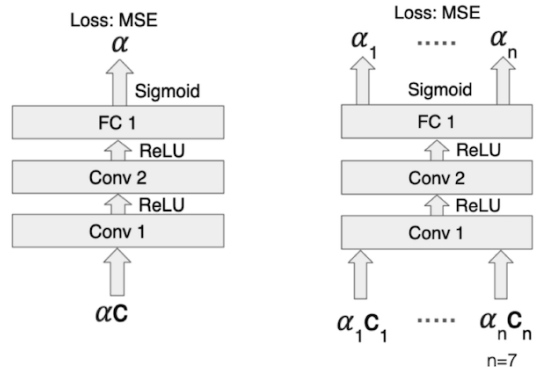 Loss: MSE
α
Sigmoid
FC 1
ReLU
Conv 2
ReLU
Conv 1
αC
Loss: MSE
α₁ ..... αₙ
Sigmoid
FC 1
ReLU
Conv 2
ReLU
Conv 1
α₁C₁ ..... αₙCₙ
n=7